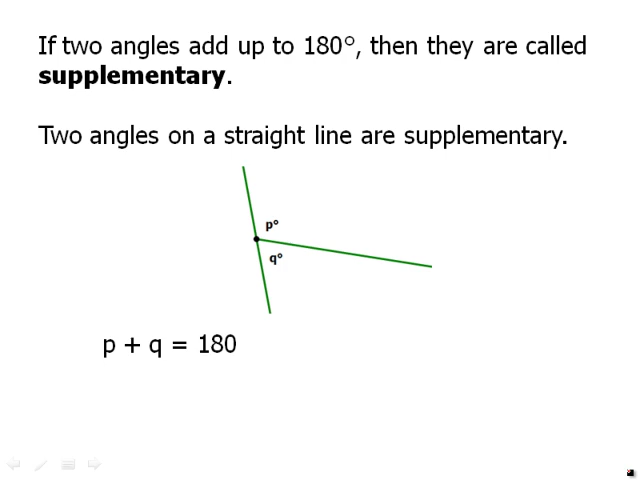 If two angles add up to 180°, then they are called
supplementary.
Two angles on a straight line are supplementary.
p°
q°
p + q = 180